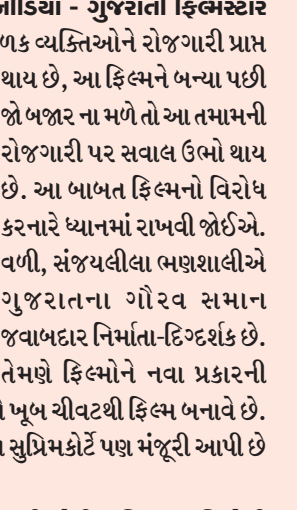 ગુજરાતી ફિલ્મસ્ટાર
વ્યક્તિઓને રોજગારી પ્રાપ્ત
થાય છે, આ ફિલ્મને બન્યા પછી
જો બજાર ના મળે તો આ તમામની
રોજગારી પર સવાલ ઉભો થાય
છે. આ બાબત ફિલ્મનો વિરોધ
કરનારે ધ્યાનમાં રાખવી જોઈએ.
વળી, સંજયલીલા ભણશાલીએ
ગુજરાતના ગૌરવ સમાન
જવાબદાર નિર્માતા-દિગ્દર્શક છે.
તેમણે ફિલ્મોને નવા પ્રકારની
ખૂબ ચીવટથી ફિલ્મ બનાવે છે.
સુપ્રિમકોર્ટે પણ મંજૂરી આપી છે